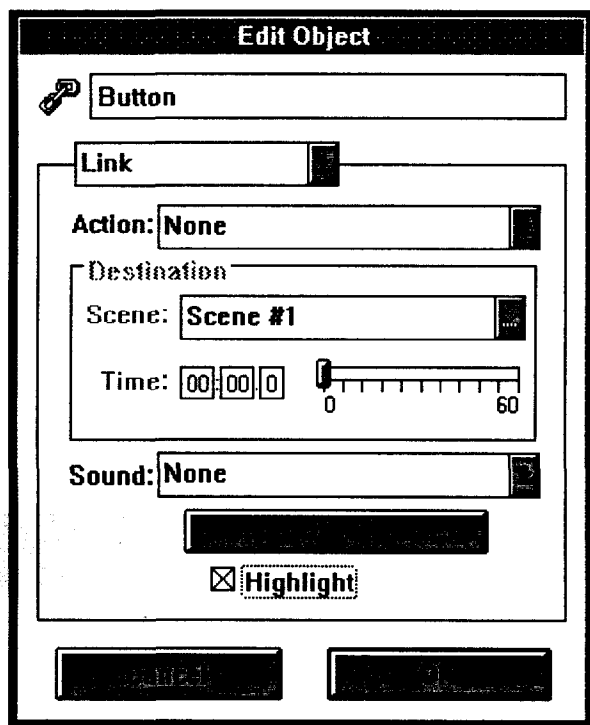 Edit Object
Button
Link
Action: None
Destination
Scene: Scene #1
Time: 00:00.0
0 60
Sound: None
Highlight
Cancel